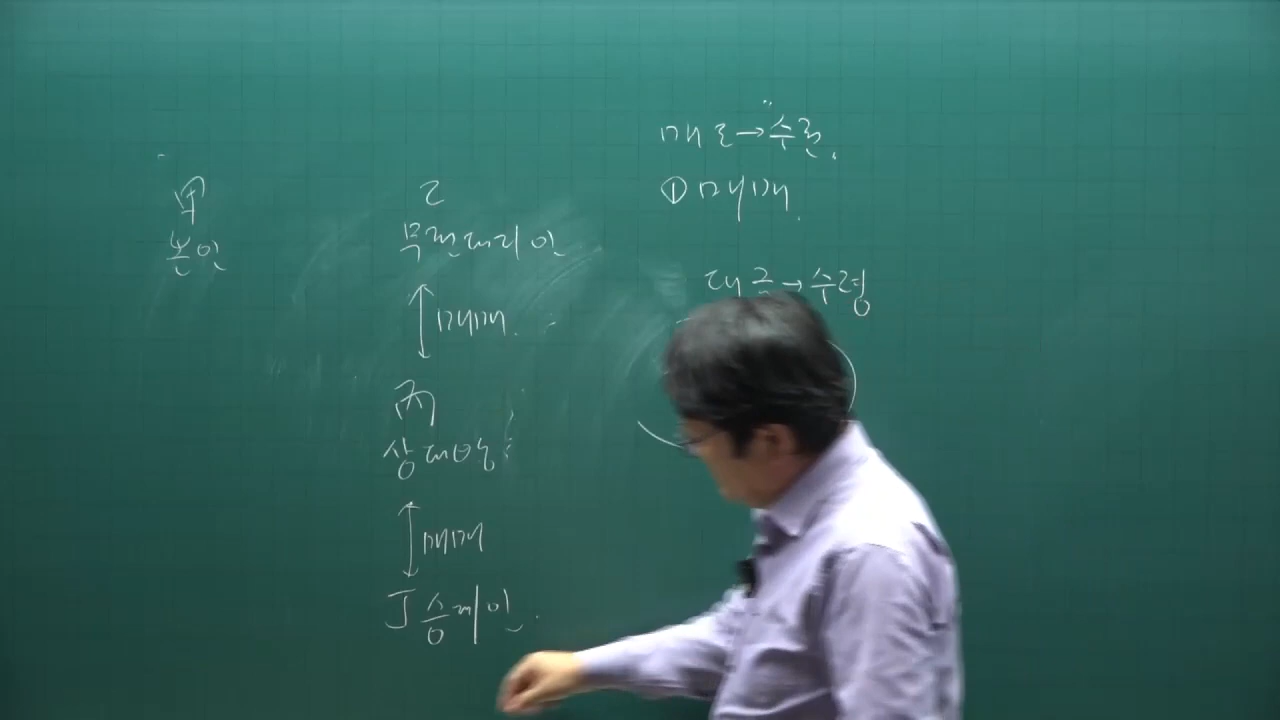 甲
본인
乙
무권대리인
매매.
丙
상대방
매매
丁 승계인.
매도→수권.
① 매매.
대금→수령